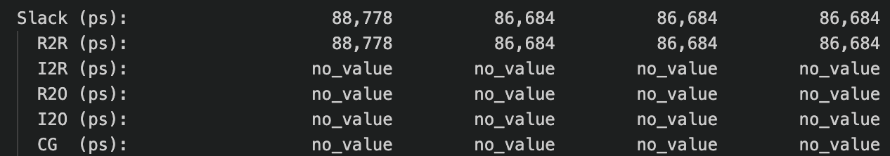 Slack (ps): 88,778 86,684 86,684 86,684
R2R (ps): 88,778 86,684 86,684 86,684
I2R (ps): no_value no_value no_value no_value
R2O (ps): no_value no_value no_value no_value
I2O (ps): no_value no_value no_value no_value
CG (ps): no_value no_value no_value no_value